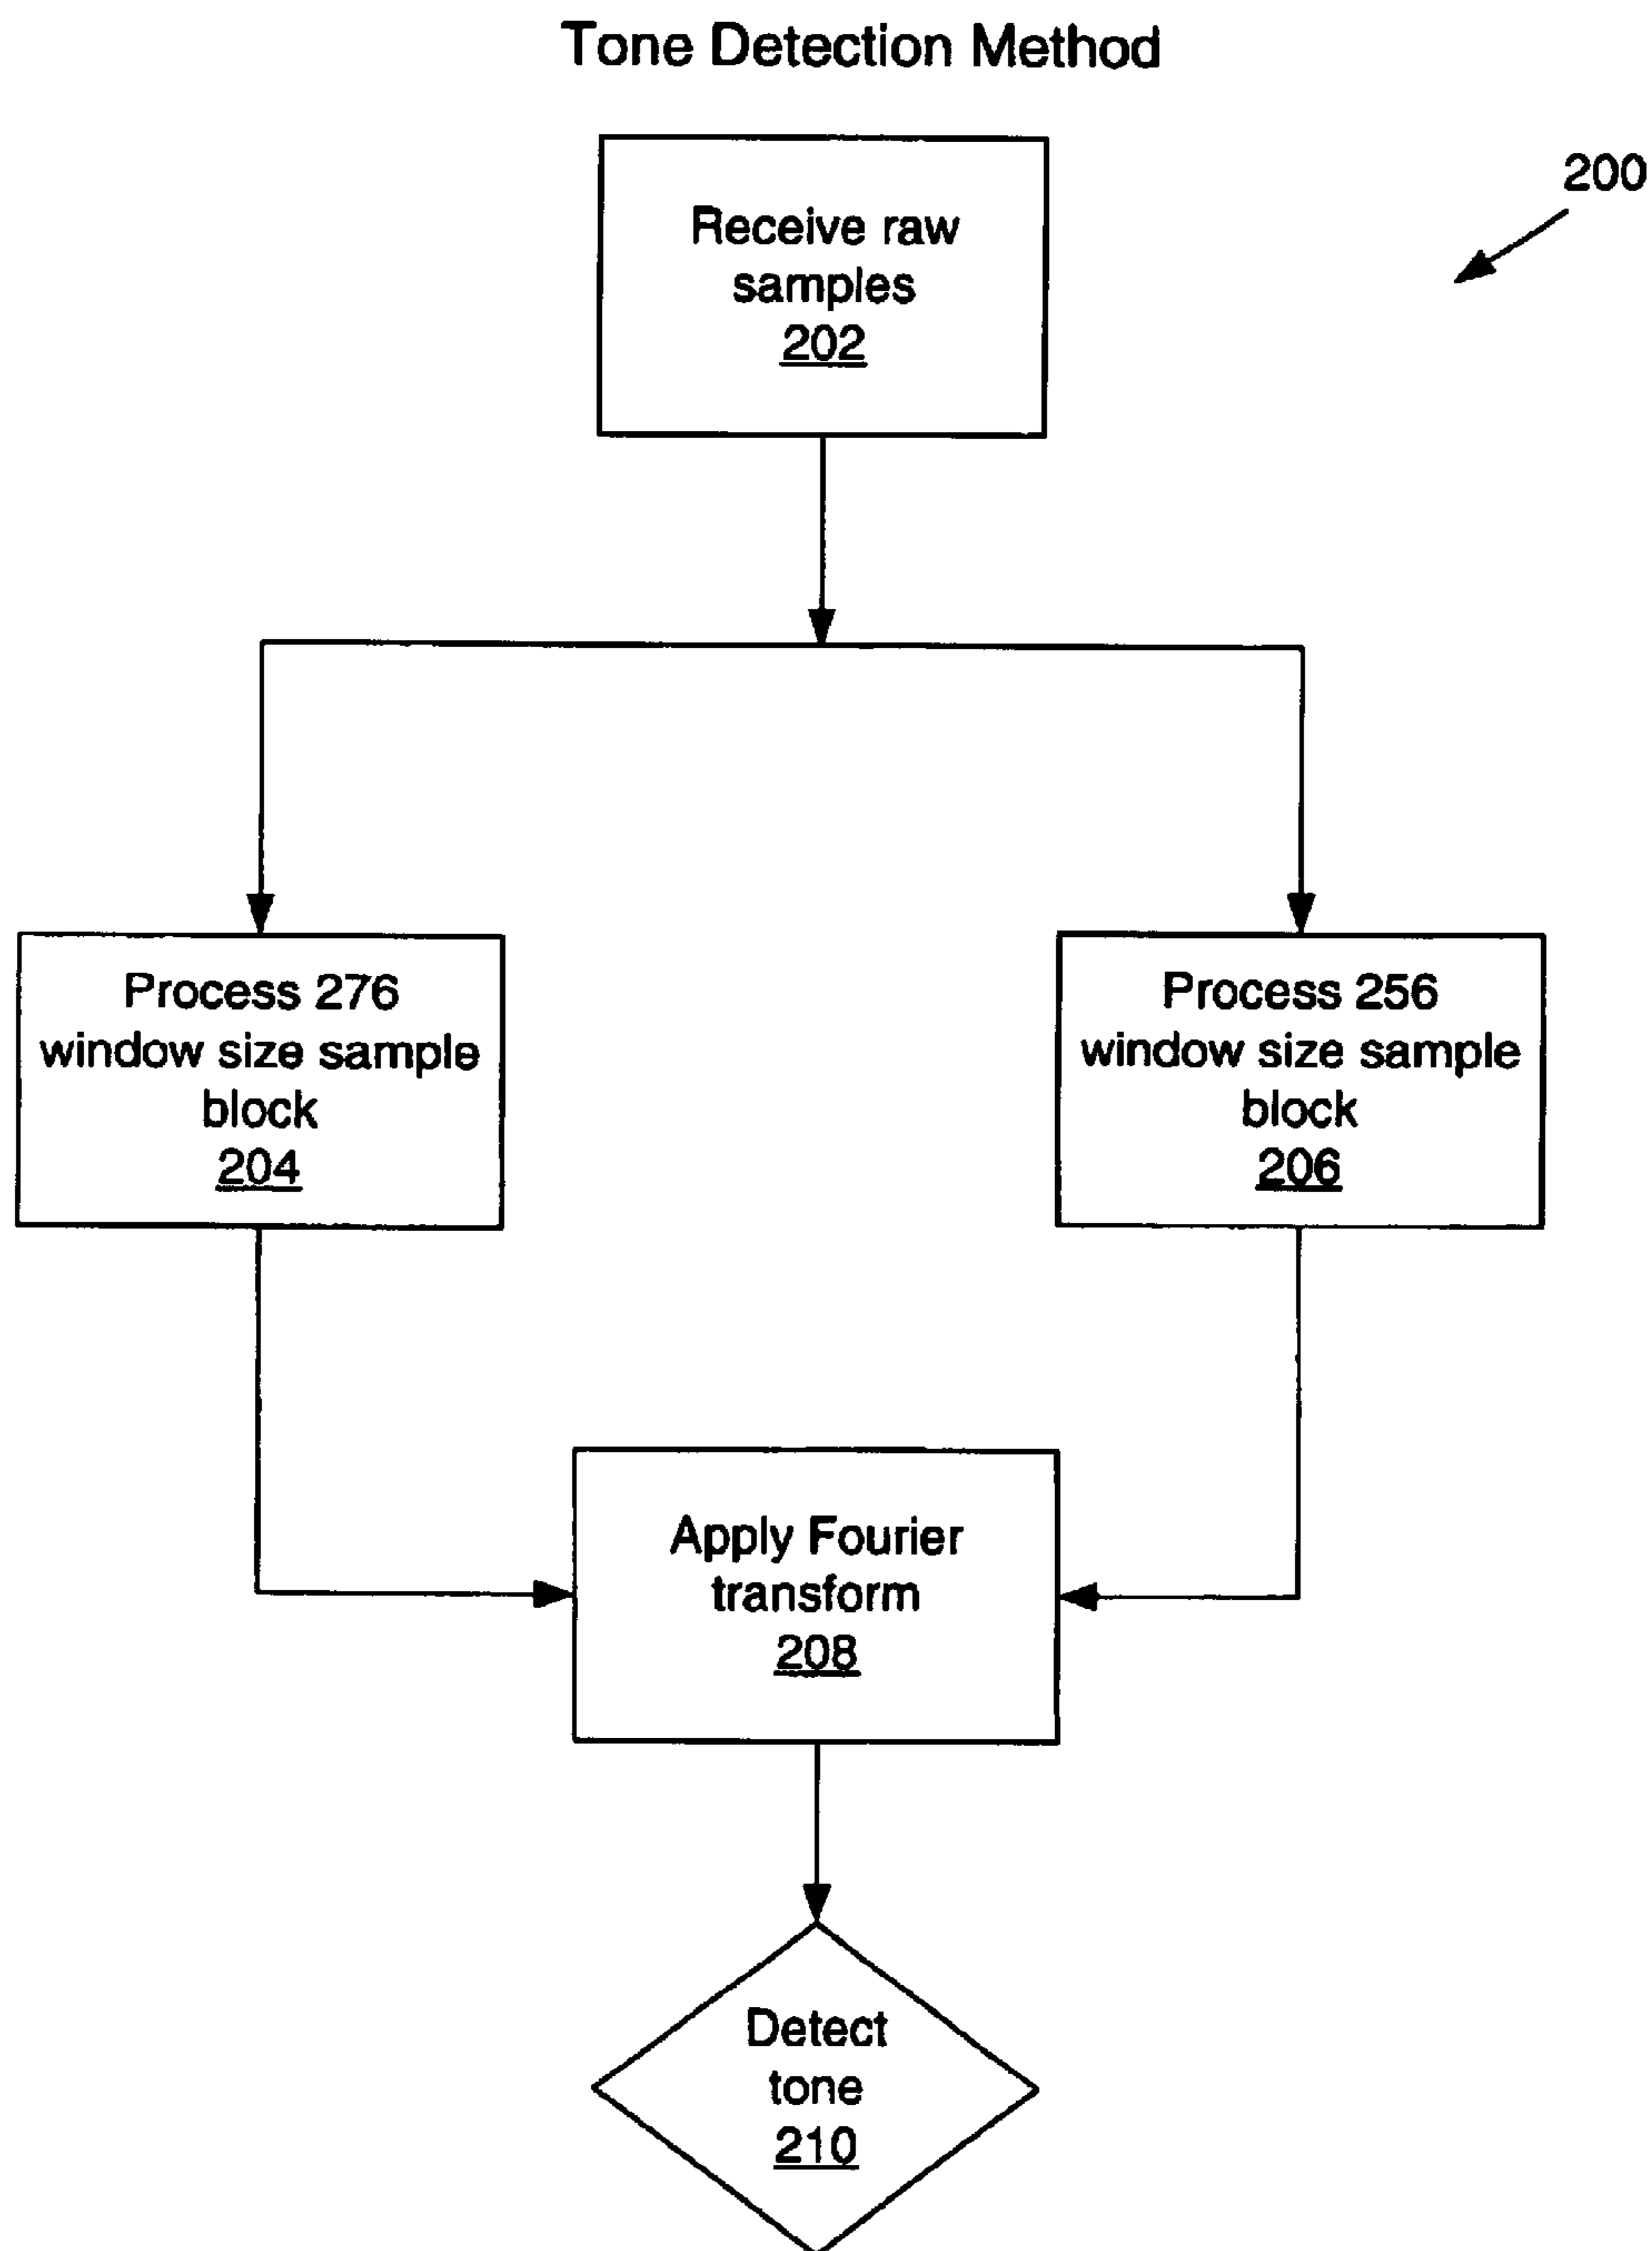 Tone Detection Method
200
Receive raw
samples
202
Process 276
window size sample
block
204
Process 256
window size sample
block
206
Apply Fourier
transform
208
Detect
tone
210